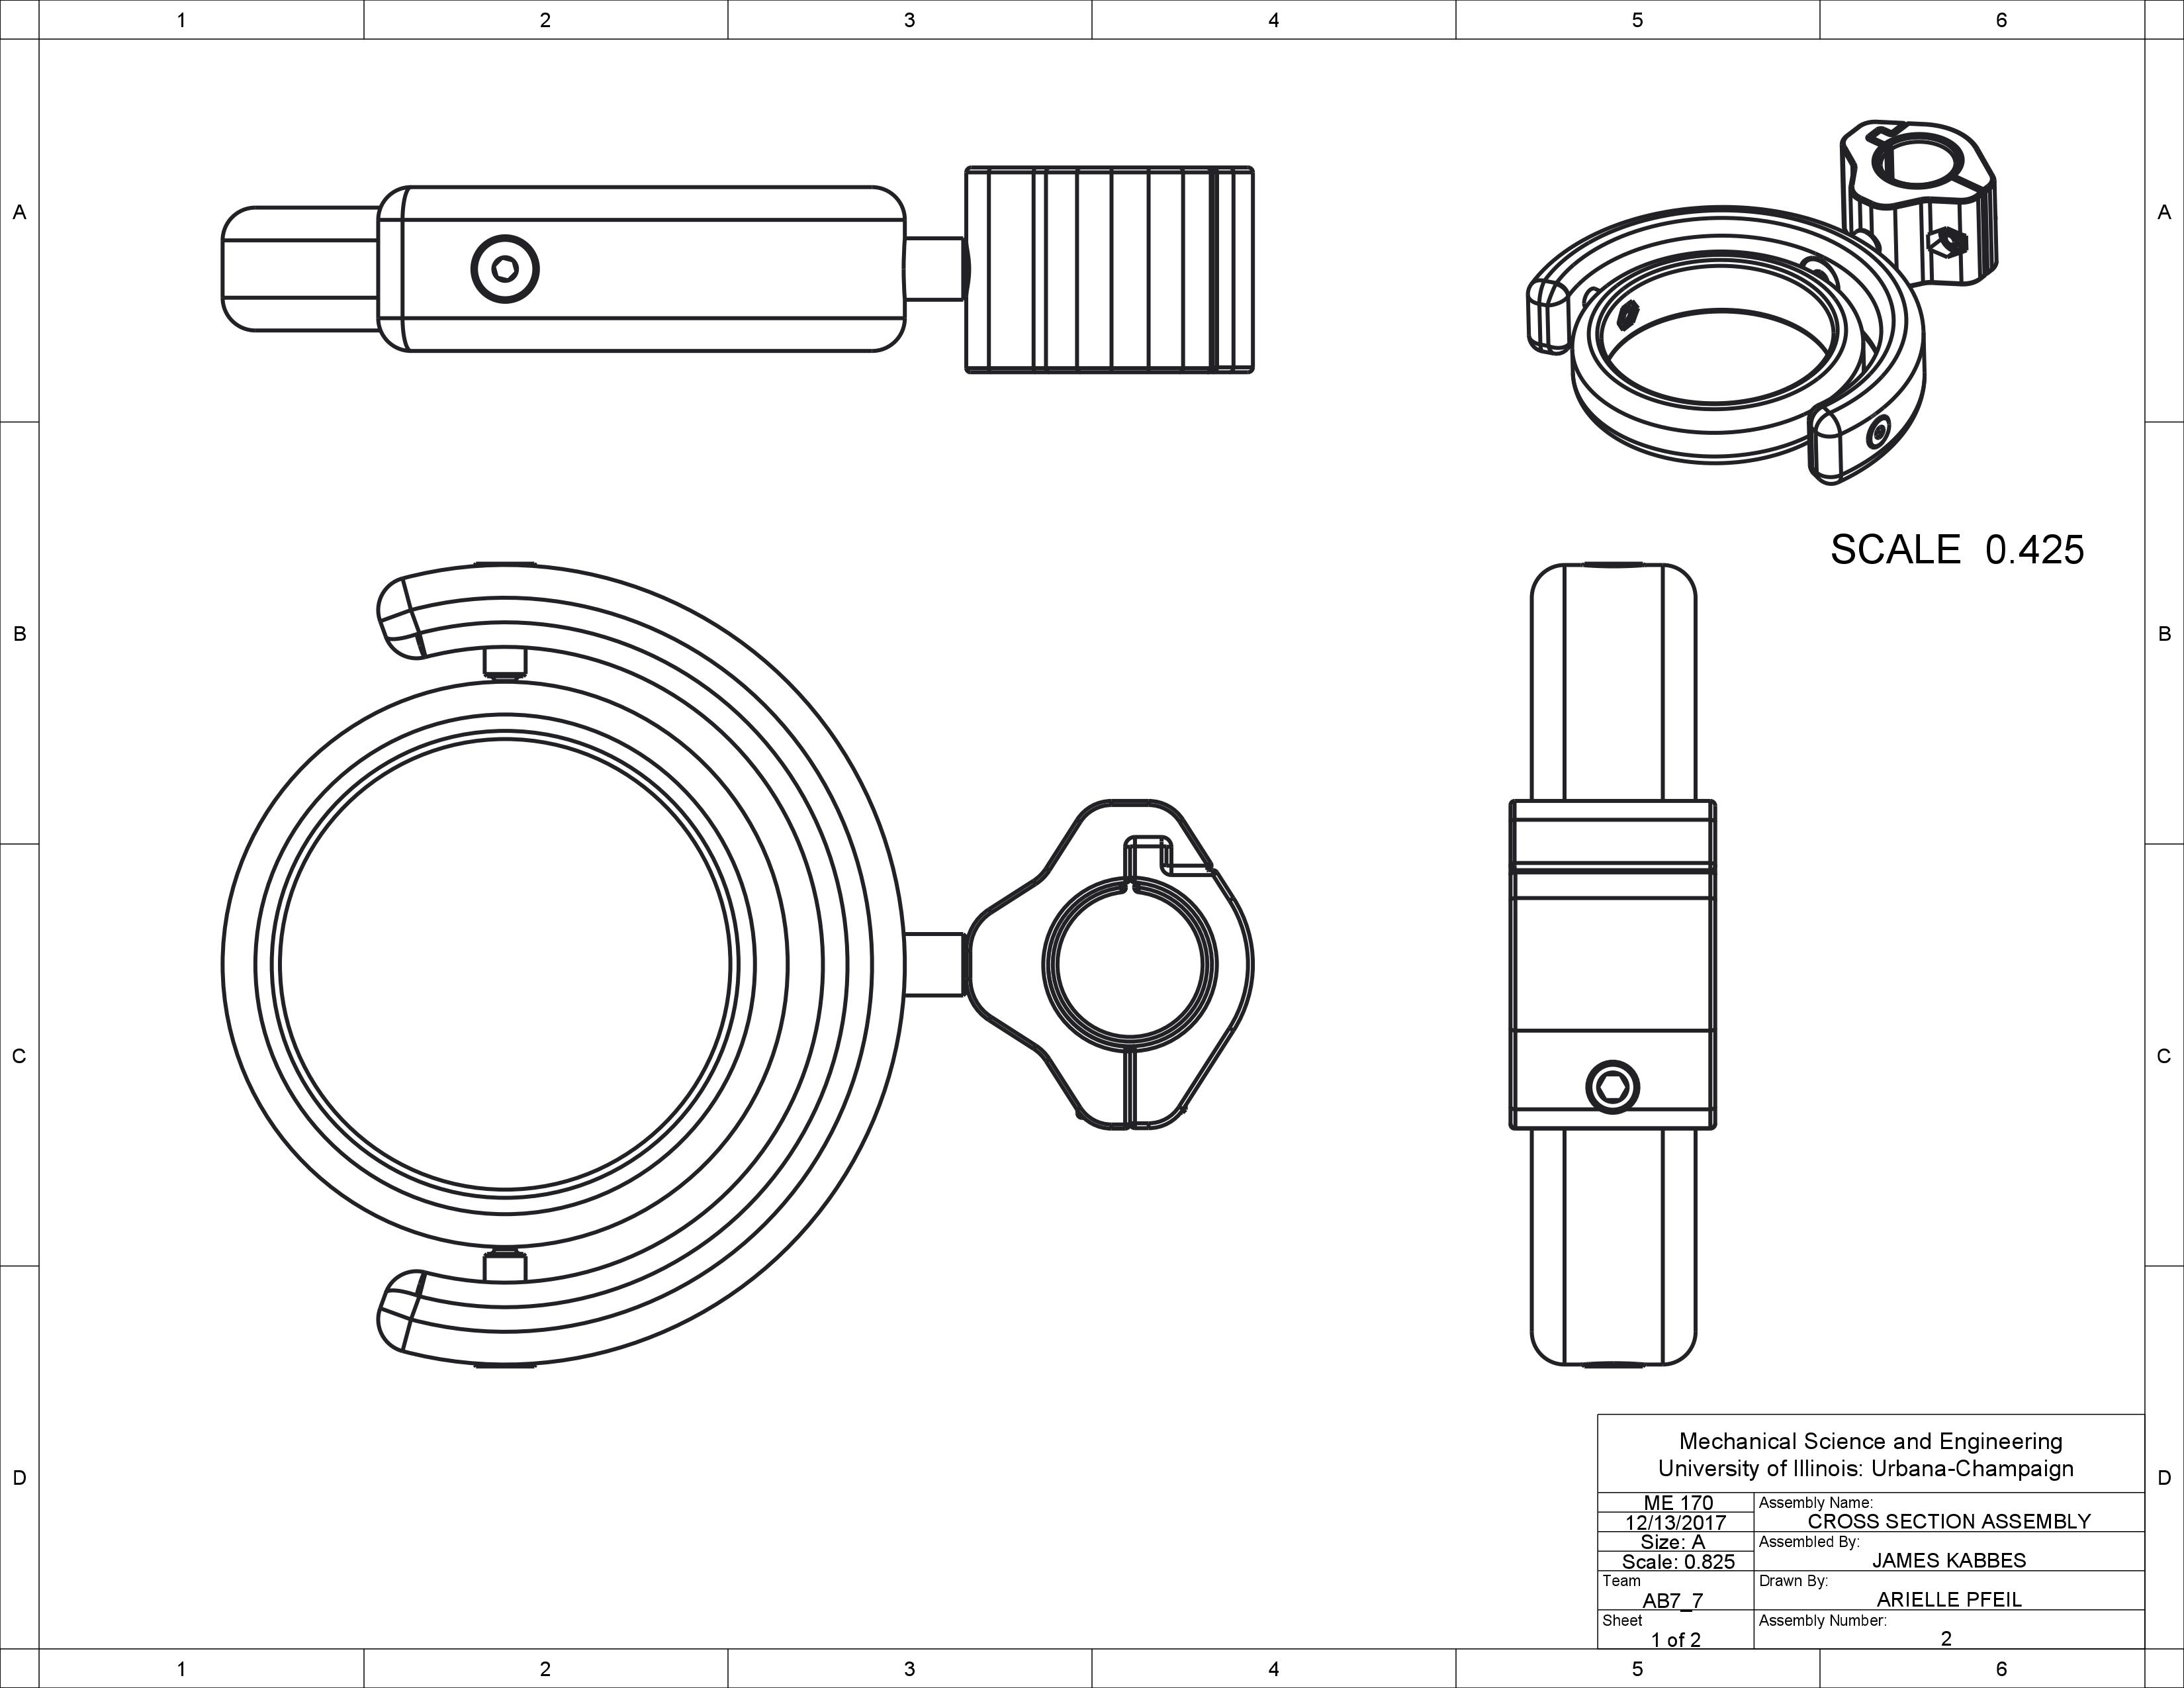 1 2 3 4 5 6
A A
SCALE 0.425
B B
C C
D D
Mechanical Science and Engineering
University of Illinois: Urbana-Champaign
ME 170
12/13/2017
Size: A
Scale: 0.825
Team
AB7_7
Sheet
1 of 2
Assembly Name:
CROSS SECTION ASSEMBLY
Assembled By:
JAMES KABBES
Drawn By:
ARIELLE PFEIL
Assembly Number:
2
1 2 3 4 5 6